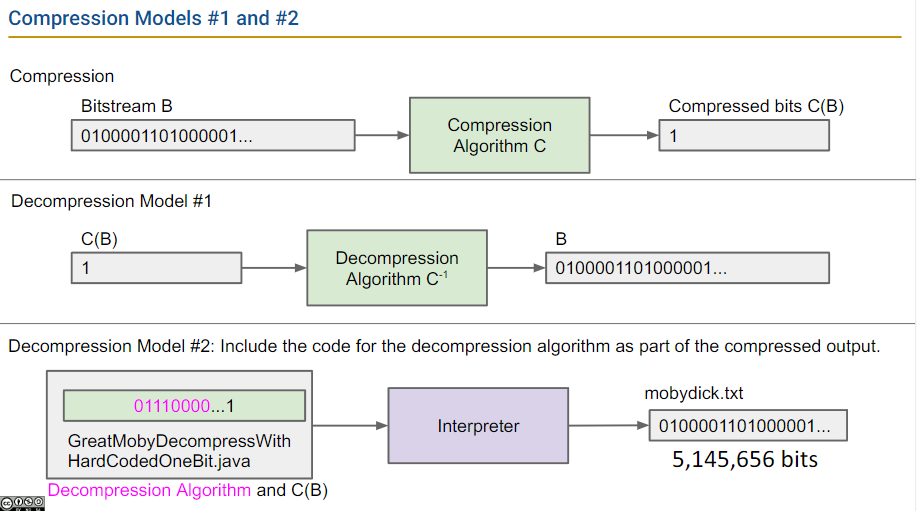 Compression Models #1 and #2
Compression
Bitstream B
0100001101000001...
Compression
Algorithm C
Compressed bits C(B)
1
Decompression Model #1
C(B)
1
Decompression
Algorithm C-1
B
0100001101000001...
Decompression Model #2: Include the code for the decompression algorithm as part of the compressed output.
01110000...1
GreatMobyDecompressWith
HardCodedOneBit.java
Decompression Algorithm and C(B)
Interpreter
mobydick.txt
0100001101000001...
5,145,656 bits